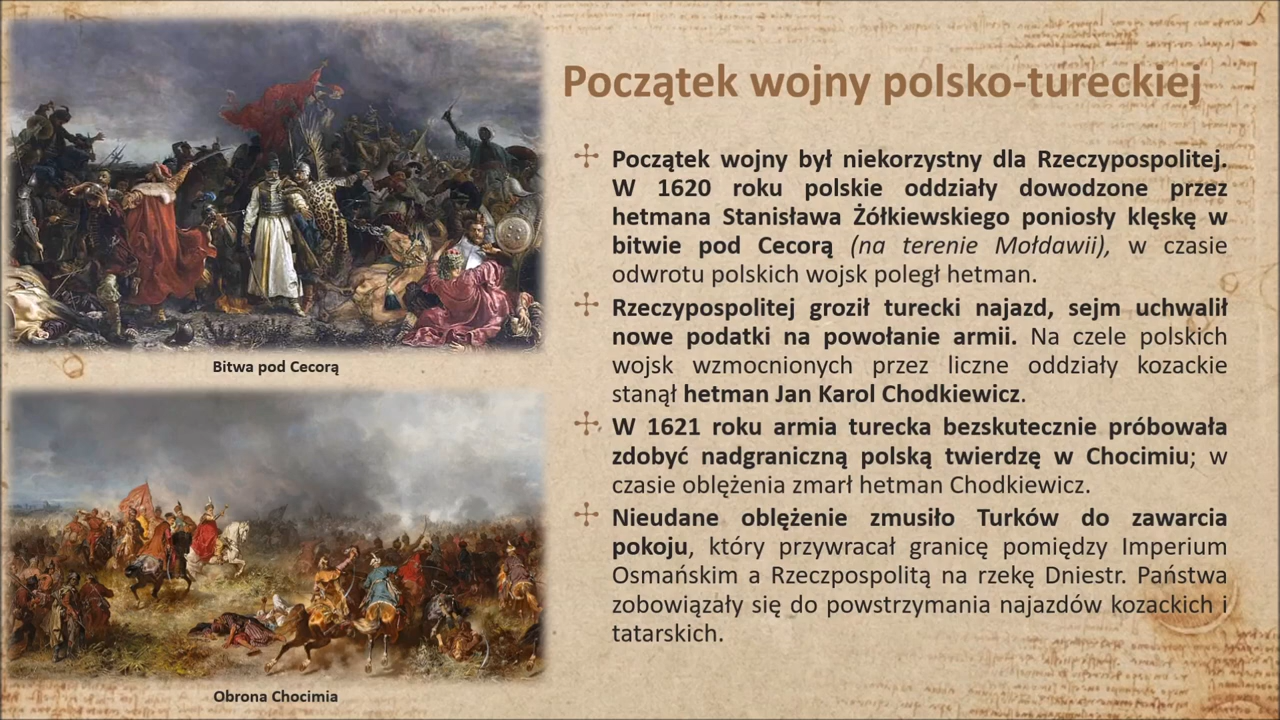 Początek wojny polsko-tureckiej
Początek wojny był niekorzystny dla Rzeczypospolitej.
W 1620 roku polskie oddziały dowodzone przez
hetmana Stanisława Żółkiewskiego poniosły klęskę w
bitwie pod Cecorą (na terenie Mołdawii), w czasie
odwrotu polskich wojsk poległ hetman.
Rzeczypospolitej groził turecki najazd, sejm uchwalił
nowe podatki na powołanie armii. Na czele polskich
wojsk wzmocnionych przez liczne oddziały kozackie
stanął hetman Jan Karol Chodkiewicz.
W 1621 roku armia turecka bezskutecznie próbowała
zdobyć nadgraniczną polską twierdzę w Chocimiu; w
czasie oblężenia zmarł hetman Chodkiewicz.
Nieudane oblężenie zmusiło Turków do zawarcia
pokoju, który przywracał granicę pomiędzy Imperium
Osmańskim a Rzeczpospolitą na rzekę Dniestr. Państwa
zobowiązały się do powstrzymania najazdów kozackich i
tatarskich.
Bitwa pod Cecorą
Obrona Chocimia